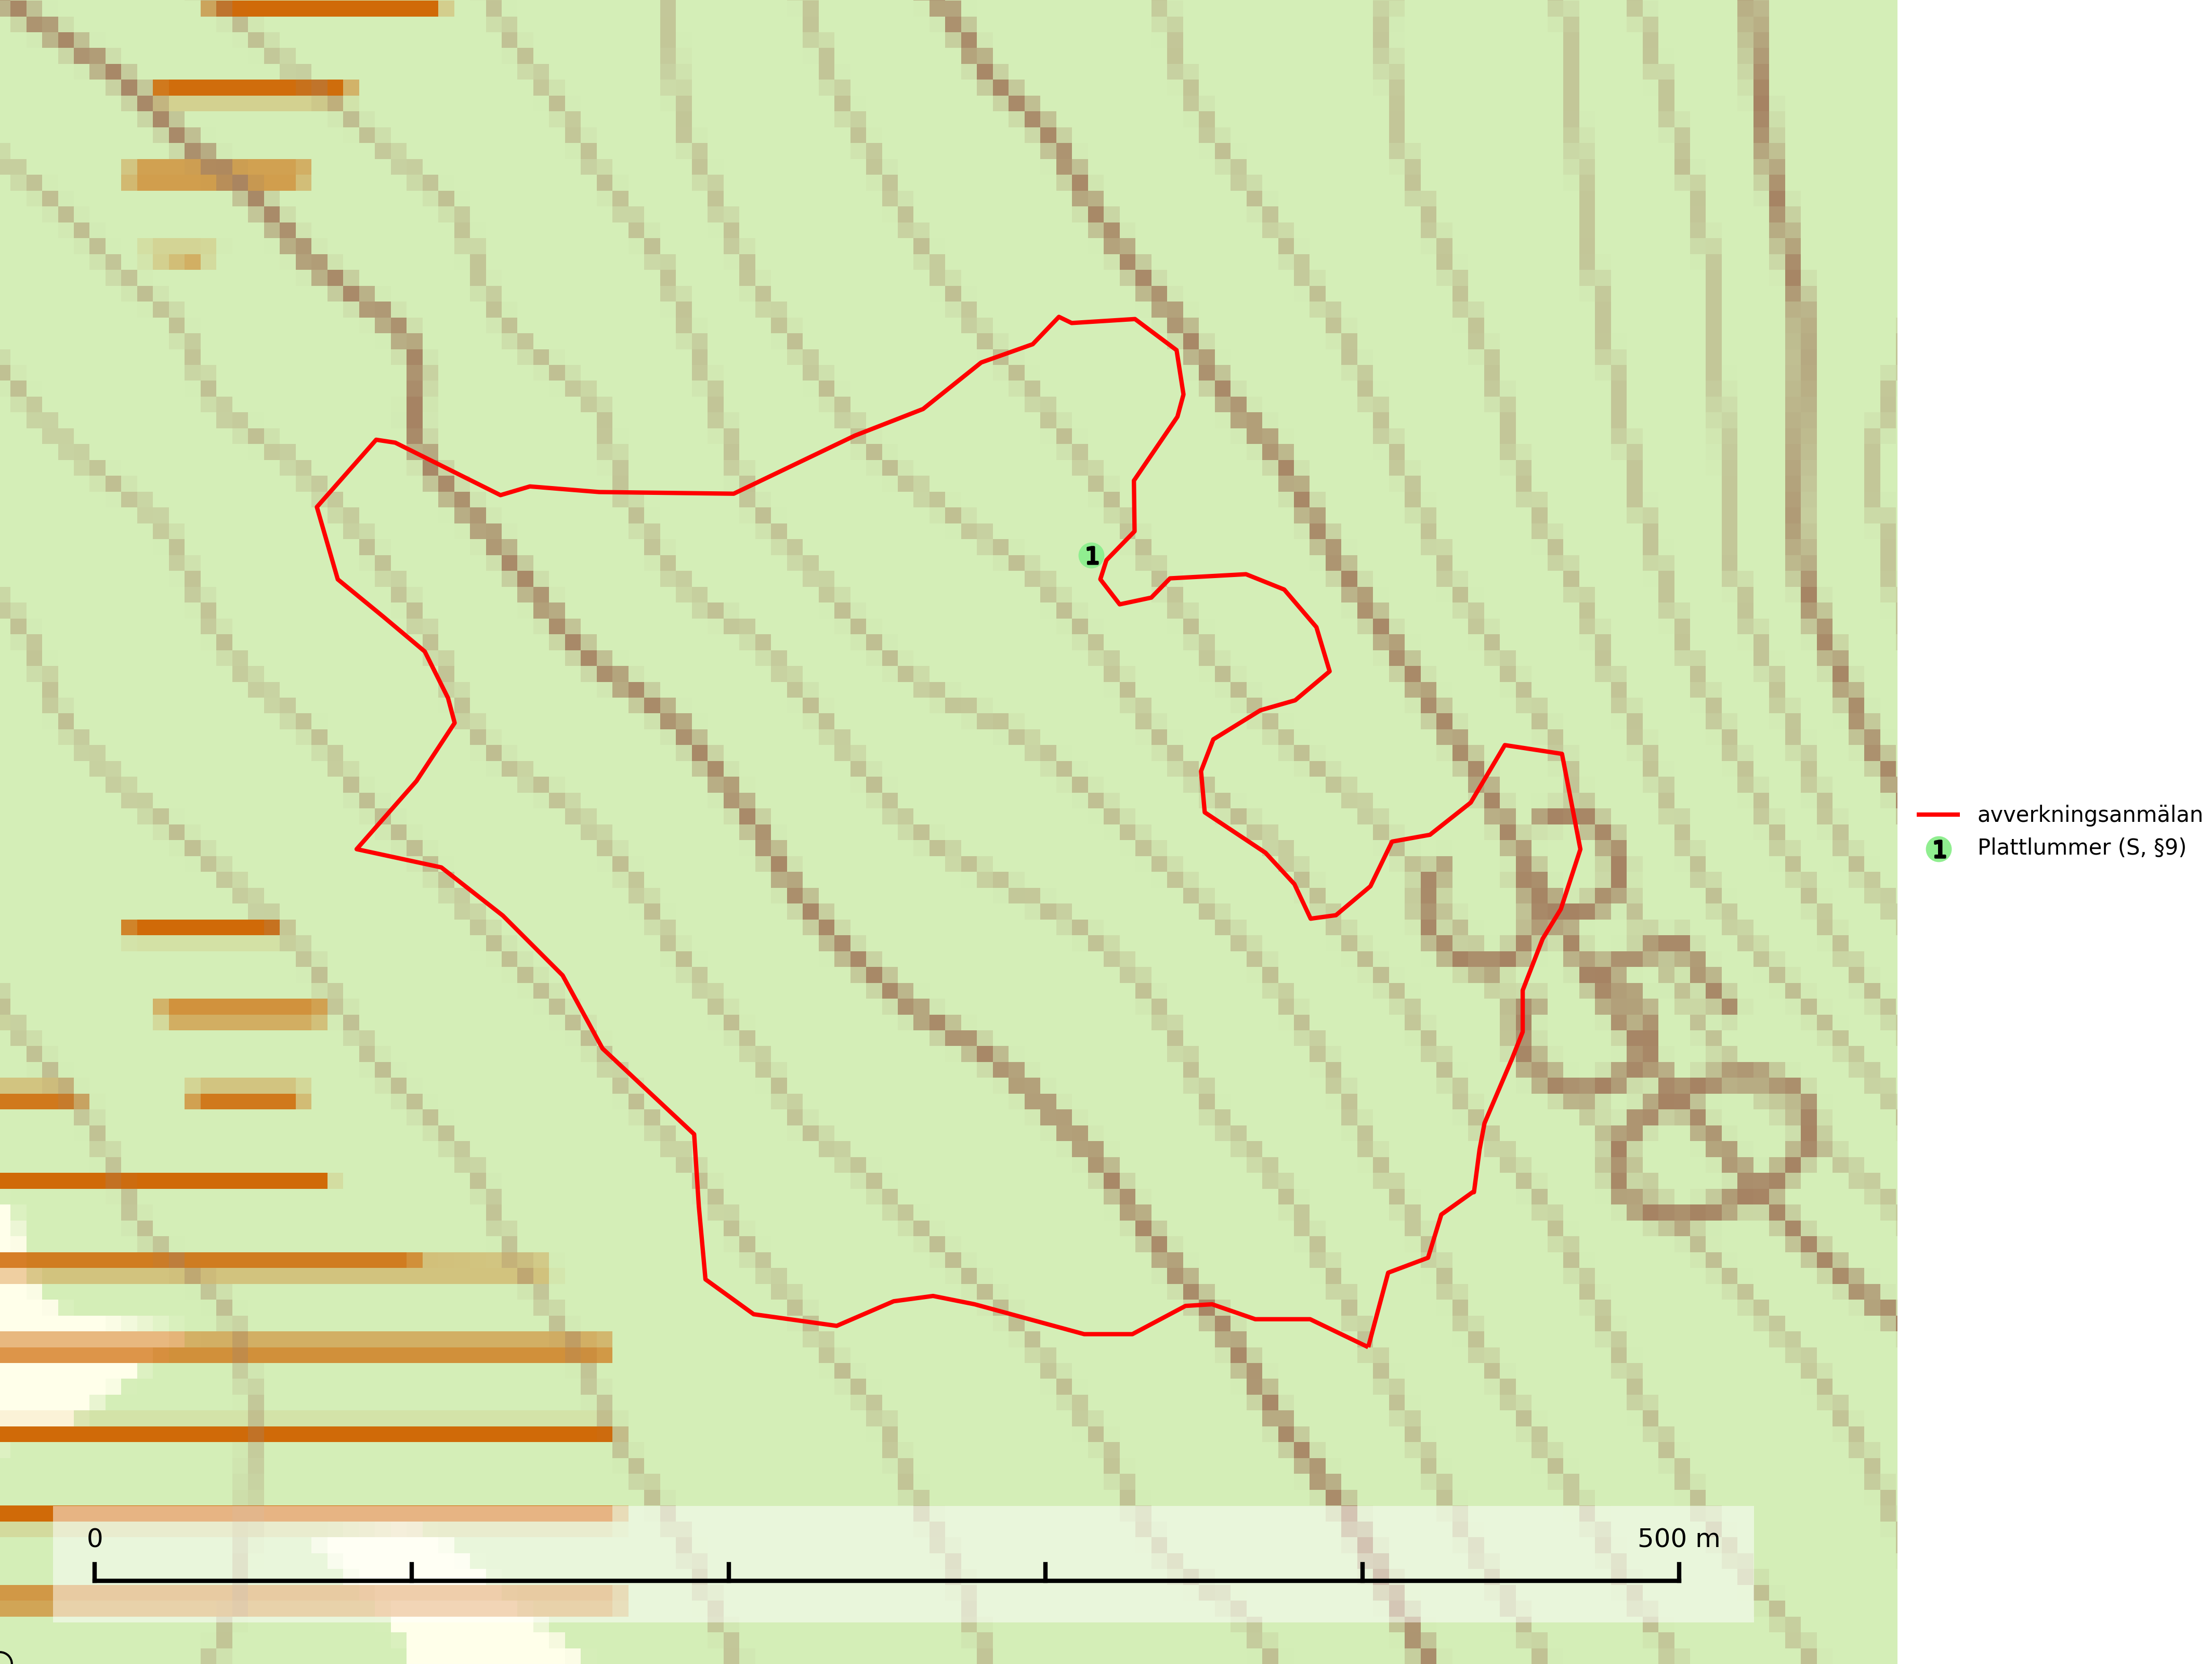 1
avverkningsanmälan
1 Plattlummer (S, §9)
0 500 m